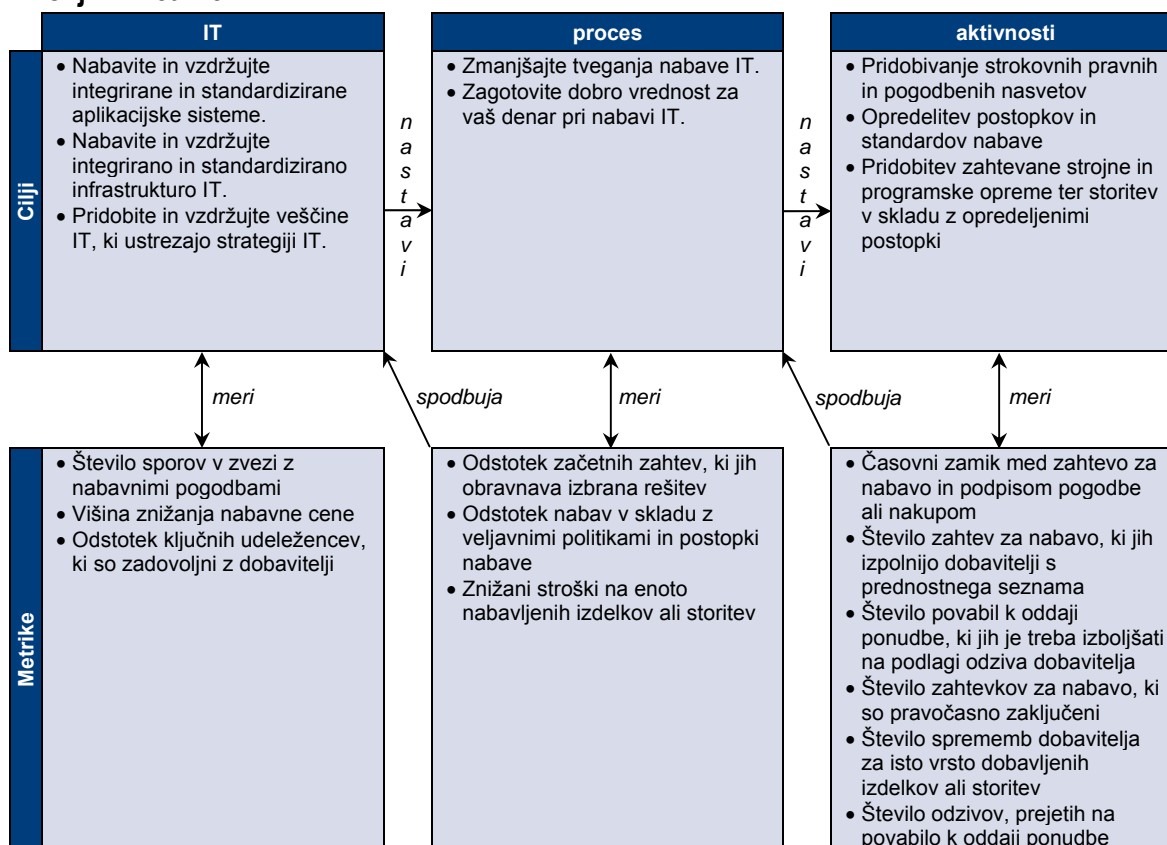 IT
proces
aktivnosti
Cilji
• Nabavite in vzdržujte
integrirane in standardizirane
aplikacijske sisteme.
• Nabavite in vzdržujte
integrirano in standardizirano
infrastrukturo IT.
• Pridobite in vzdržujte veščine
IT, ki ustrezajo strategiji IT.
nastavi
• Zmanjšajte tveganja nabave IT.
• Zagotovite dobro vrednost za
vaš denar pri nabavi IT.
nastavi
• Pridobivanje strokovnih pravnih
in pogodbenih nasvetov
• Opredelitev postopkov in
standardov nabave
• Pridobitev zahtevane strojne in
programske opreme ter storitev
v skladu z opredeljenimi
postopki
meri
spodbuja
meri
spodbuja
meri
Metrike
• Število sporov v zvezi z
nabavnimi pogodbami
• Višina znižanja nabavne cene
• Odstotek ključnih udeležencev,
ki so zadovoljni z dobavitelji
• Odstotek začetnih zahtev, ki jih
obravnava izbrana rešitev
• Odstotek nabav v skladu z
veljavnimi politikami in postopki
nabave
• Znižani stroški na enoto
nabavljenih izdelkov ali storitev
• Časovni zamik med zahtevo za
nabavo in podpisom pogodbe
ali nakupom
• Število zahtev za nabavo, ki jih
izpolnijo dobavitelji s
prednostnega seznama
• Število povabil k oddaji
ponudbe, ki jih je treba izboljšati
na podlagi odziva dobavitelja
• Število zahtevkov za nabavo, ki
so pravočasno zaključeni
• Število sprememb dobavitelja
za isto vrsto dobavljenih
izdelkov ali storitev
• Število odzivov, prejetih na
povabilo k oddaji ponudbe